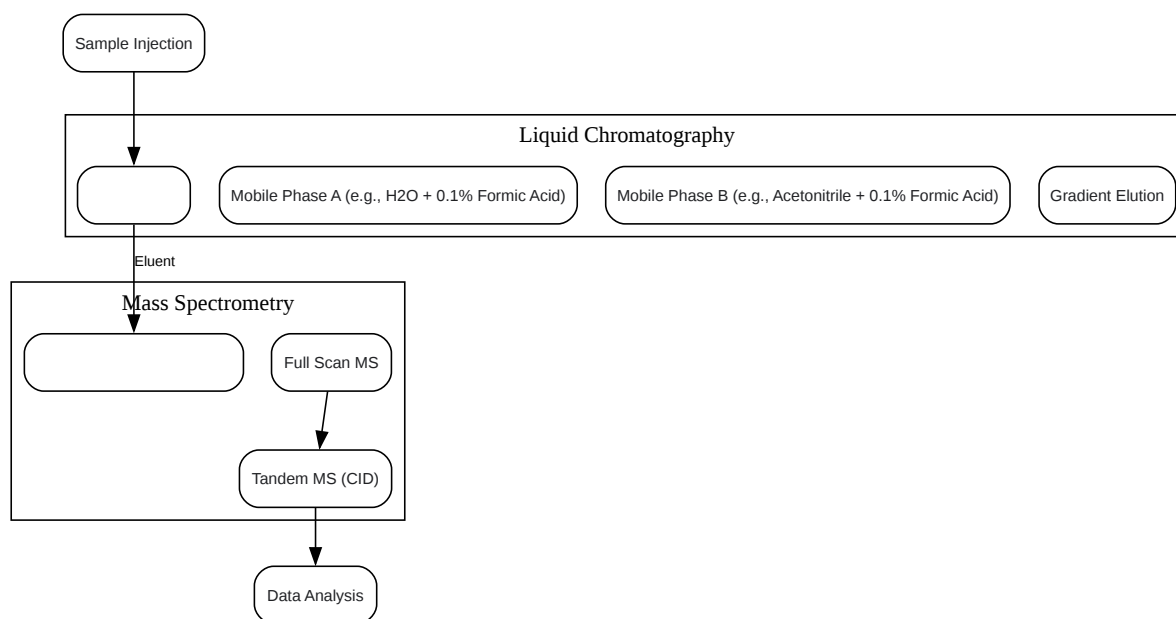 Sample Injection
Liquid Chromatography
Mobile Phase A (e.g., H2O + 0.1% Formic Acid)
Mobile Phase B (e.g., Acetonitrile + 0.1% Formic Acid)
Gradient Elution
Eluent
Mass Spectrometry
Full Scan MS
Tandem MS (CID)
Data Analysis